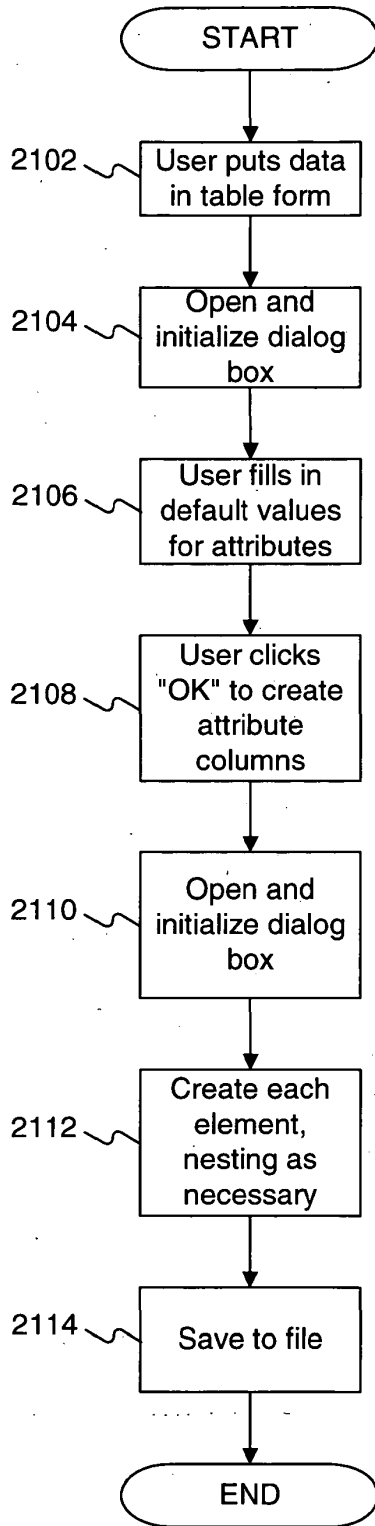 START
2102
User puts data
in table form
2104
Open and
initialize dialog
box
2106
User fills in
default values
for attributes
2108
User clicks
"OK" to create
attribute
columns
2110
Open and
initialize dialog
box
2112
Create each
element,
nesting as
necessary
2114
Save to file
END